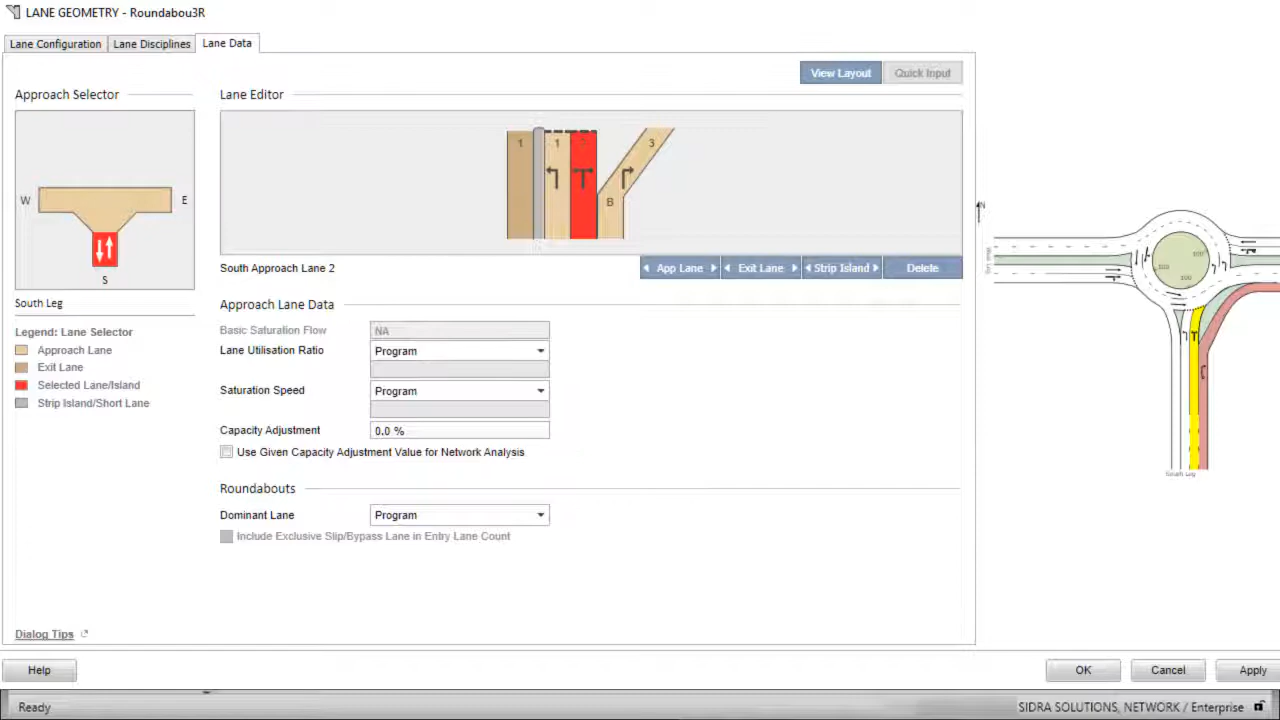 LANE GEOMETRY - Roundabou3R
Lane Configuration Lane Disciplines Lane Data
View Layout Quick Input
Approach Selector Lane Editor
1 1 3
B
W E
S
N
South Approach Lane 2
App Lane Exit Lane Strip Island Delete
100
100
100
South Leg
Approach Lane Data
Legend: Lane Selector
Approach Lane
Exit Lane
Selected Lane/Island
Strip Island/Short Lane
Basic Saturation Flow NA
Lane Utilisation Ratio Program
Saturation Speed Program
Capacity Adjustment 0.0 %
Use Given Capacity Adjustment Value for Network Analysis
South Leg
Roundabouts
Dominant Lane Program
Include Exclusive Slip/Bypass Lane in Entry Lane Count
Dialog Tips
Help OK Cancel Apply
Ready SIDRA SOLUTIONS, NETWORK / Enterprise